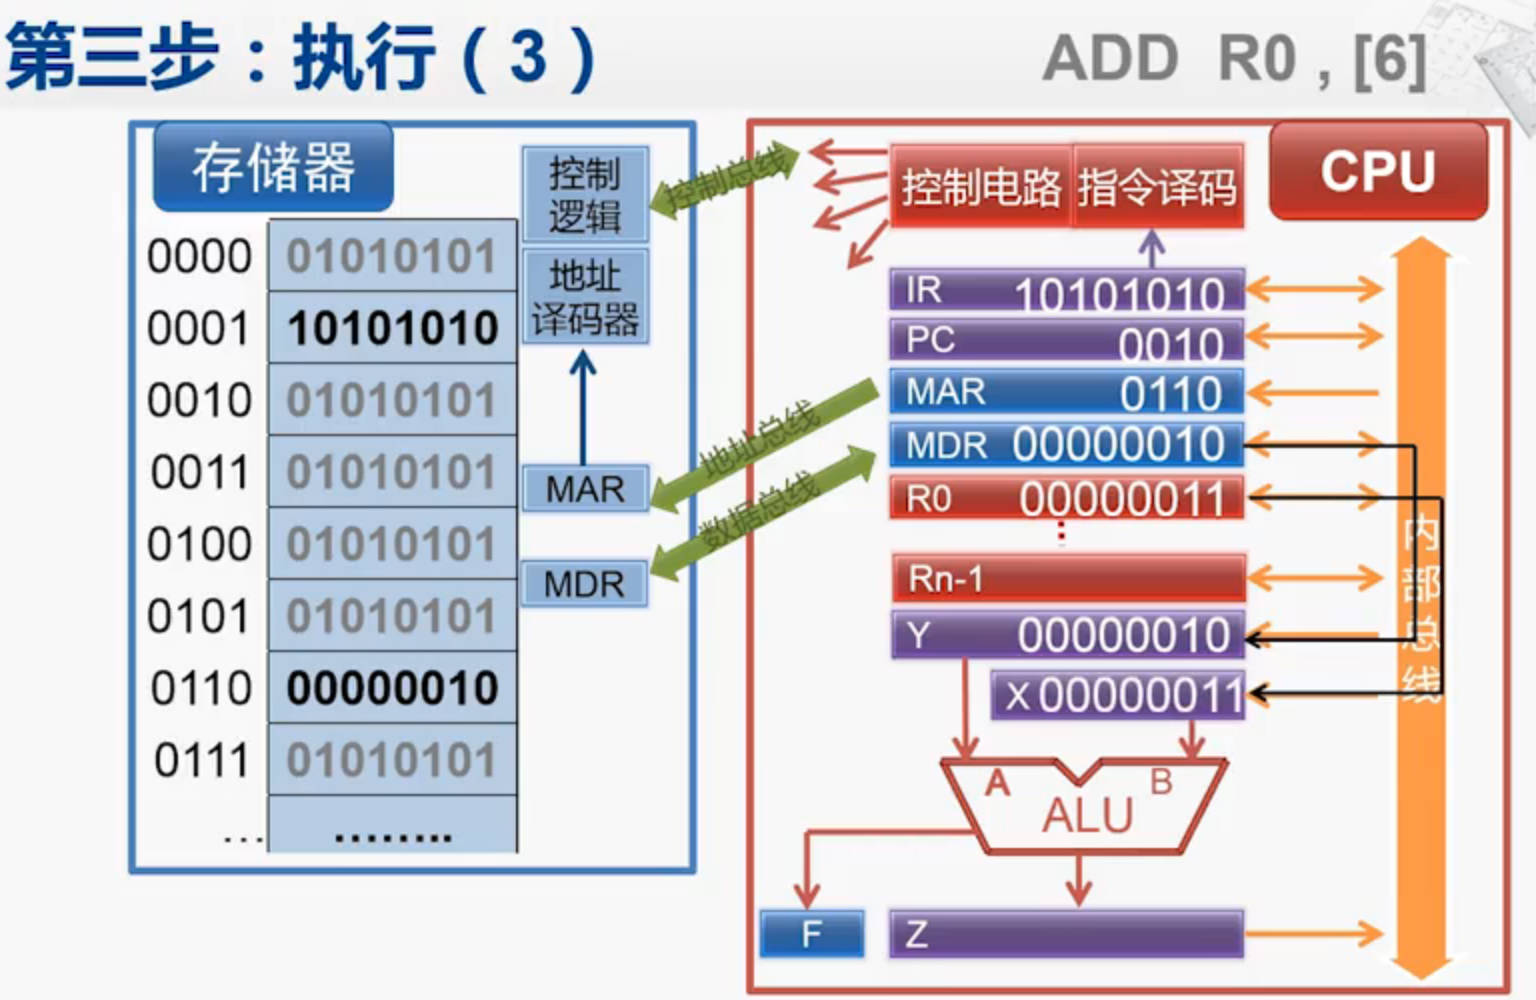 第三步：执行（3）
ADD R0 , [6]
存储器
控制
逻辑
地址
译码器
MAR
MDR
0000 01010101
0001 10101010
0010 01010101
0011 01010101
0100 01010101
0101 01010101
0110 00000010
0111 01010101
... ........
控制总线
地址总线
数据总线
CPU
控制电路 指令译码
IR 10101010
PC 0010
MAR 0110
MDR 00000010
R0 00000011
Rn-1
Y 00000010
X 00000011
A B
ALU
F Z
内
部
总
线